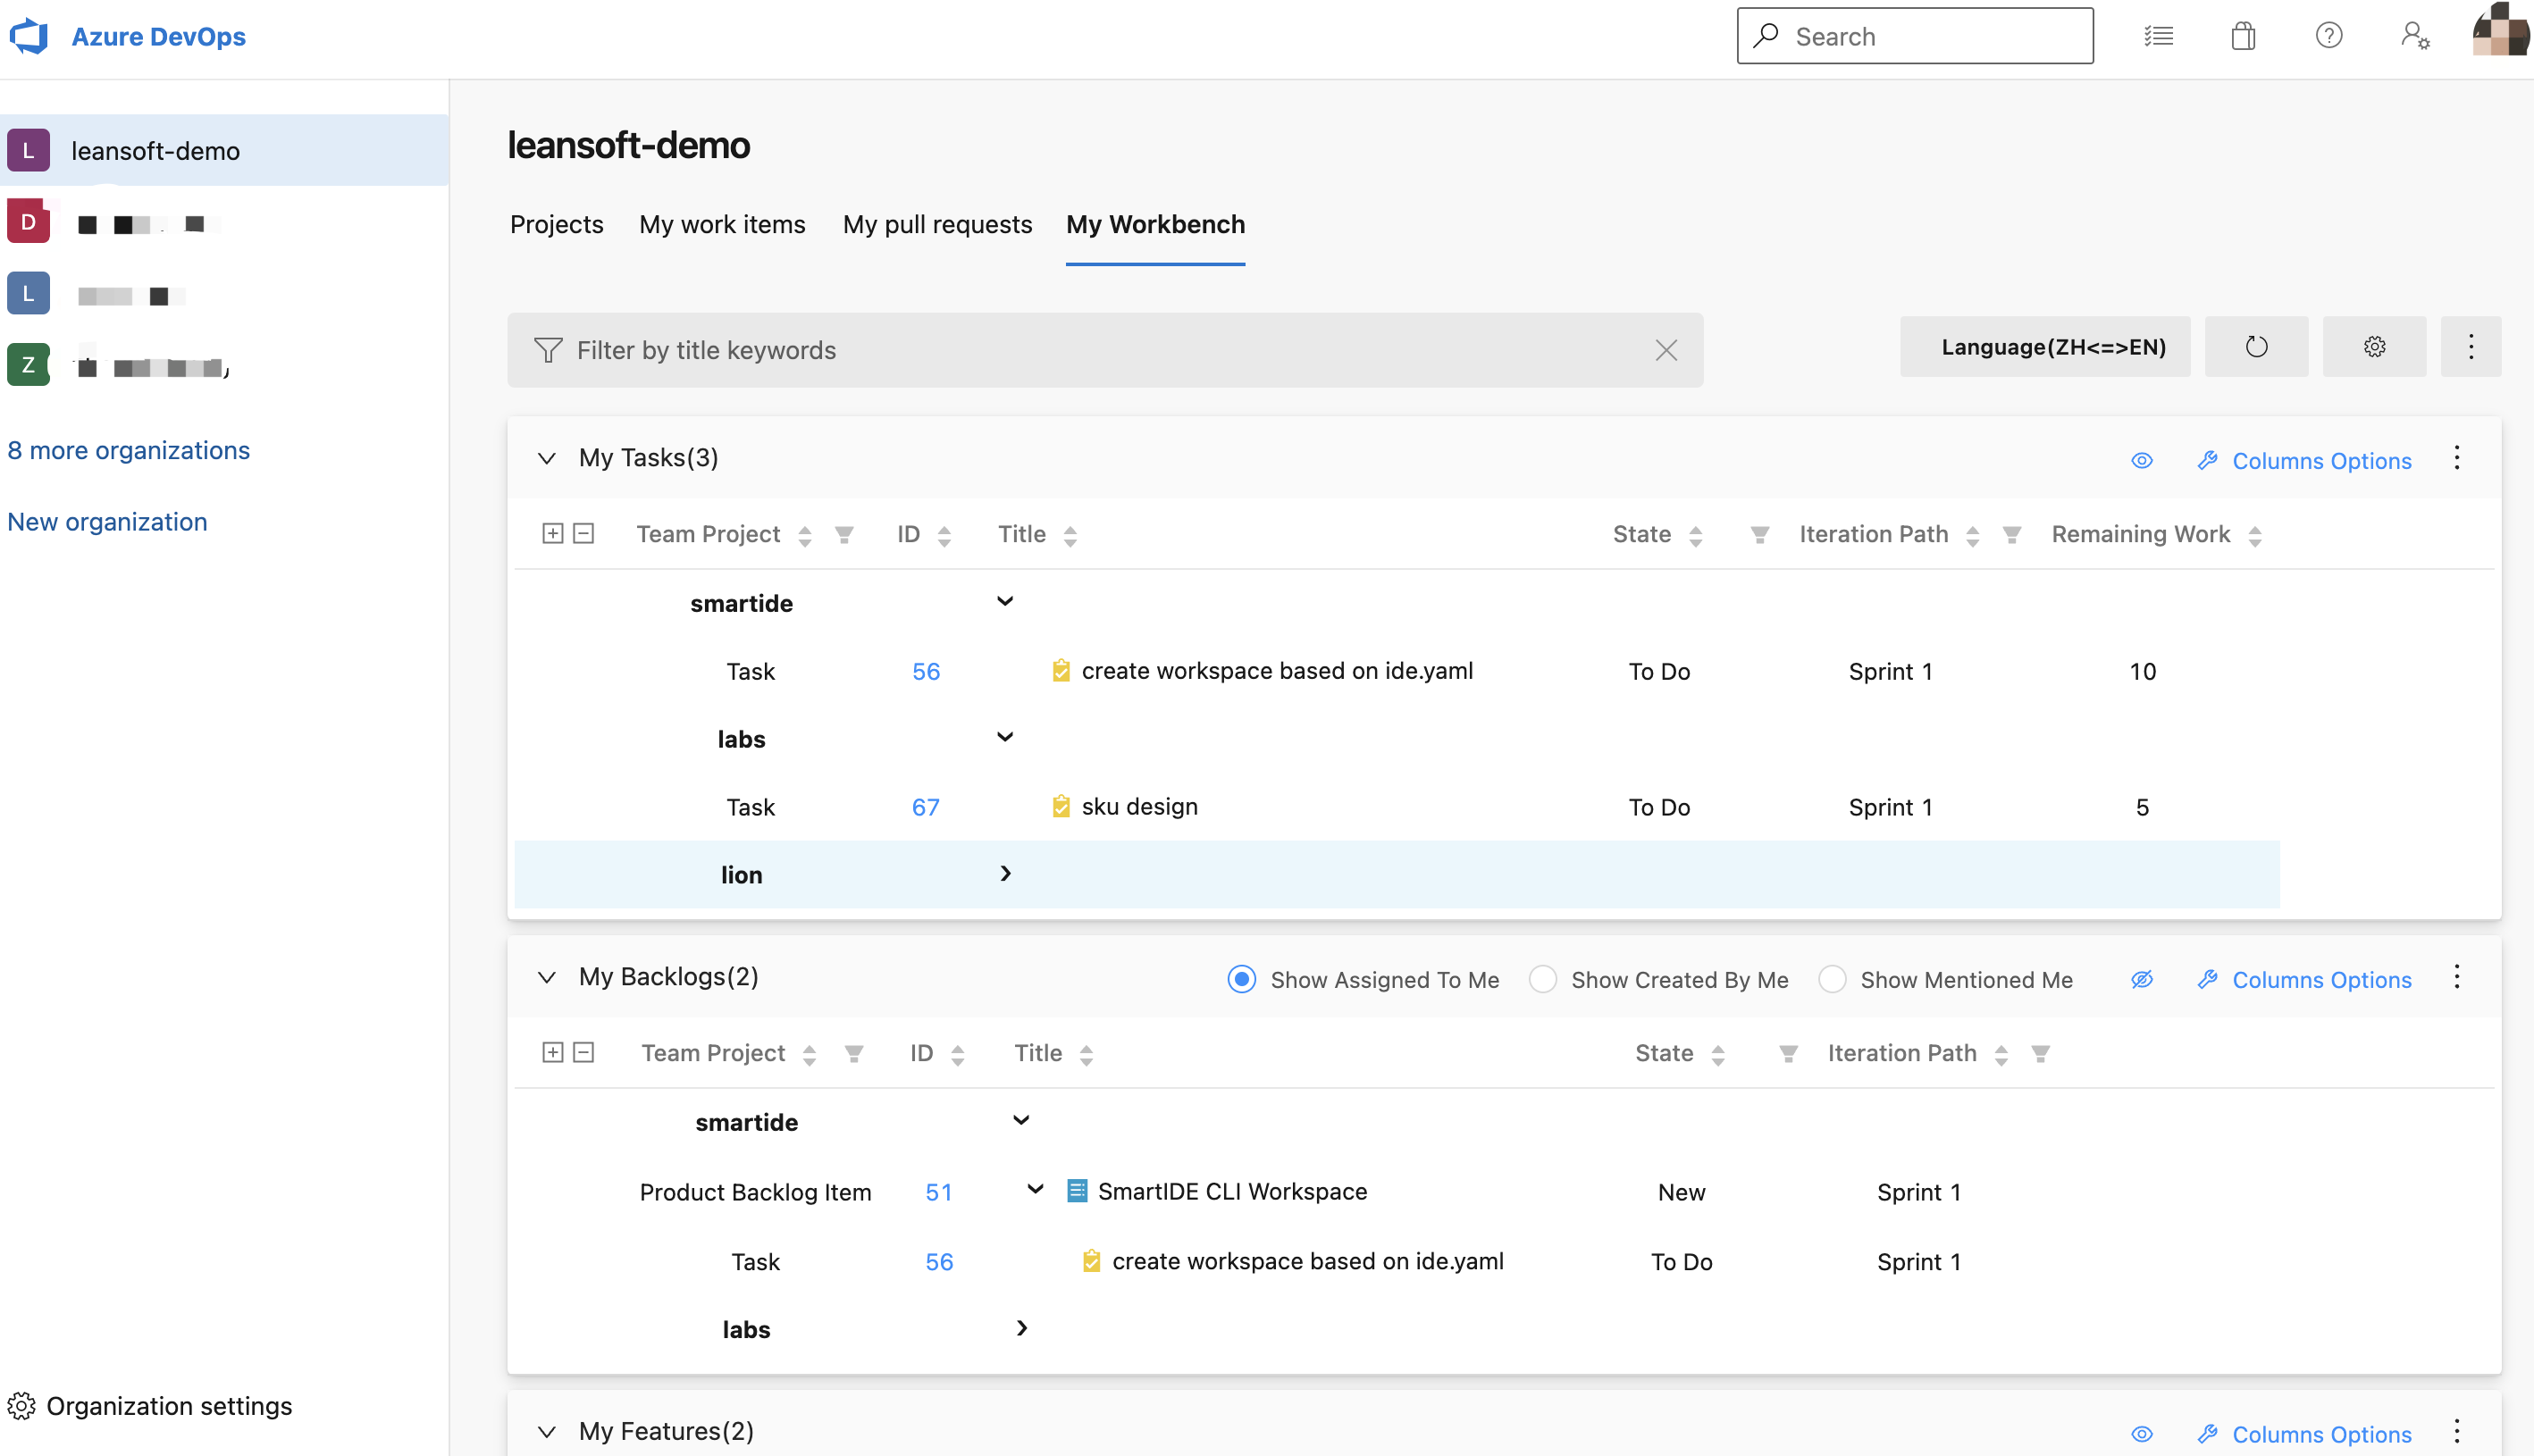 Azure DevOps
Search
L leansoft-demo
D
L
Z
8 more organizations
New organization
Organization settings
leansoft-demo
Projects My work items My pull requests My Workbench
Filter by title keywords
Language(ZH<=>EN)
My Tasks(3) Columns Options
Team Project ID Title State Iteration Path Remaining Work
smartide
Task 56 create workspace based on ide.yaml To Do Sprint 1 10
labs
Task 67 sku design To Do Sprint 1 5
lion
My Backlogs(2) Show Assigned To Me Show Created By Me Show Mentioned Me Columns Options
Team Project ID Title State Iteration Path
smartide
Product Backlog Item 51 SmartIDE CLI Workspace New Sprint 1
Task 56 create workspace based on ide.yaml To Do Sprint 1
labs
My Features(2) Columns Options